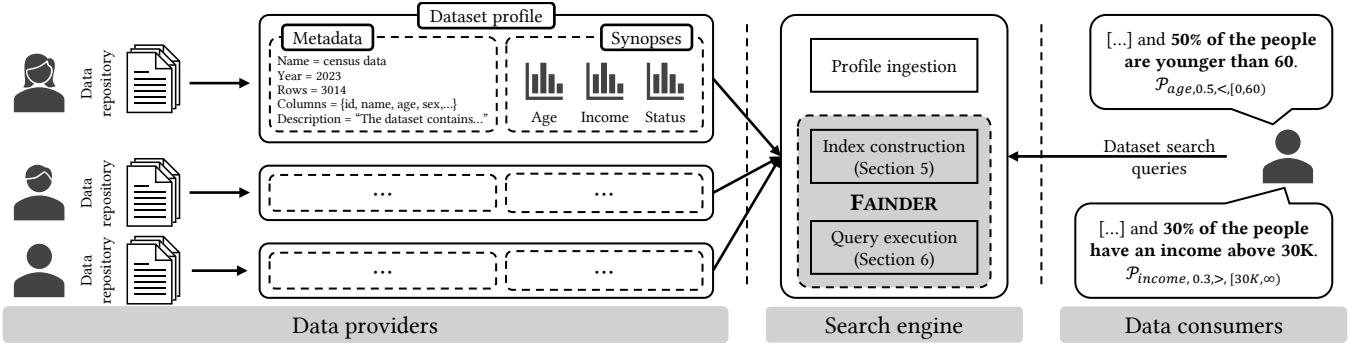 Dataset profile
Data
repository
Metadata
Name = census data
Year = 2023
Rows = 3014
Columns = {id, name, age, sex,...}
Description = “The dataset contains...”
Synopses
Age Income Status
Data
repository
...
...
Data
repository
...
...
Data providers
Profile ingestion
Index construction
(Section 5)
FAINDER
Query execution
(Section 6)
Search engine
[...] and 50% of the people
are younger than 60.
𝒫age,0.5,<,[0,60)
Dataset search
queries
[...] and 30% of the people
have an income above 30K.
𝒫income, 0.3,>, [30K,∞)
Data consumers